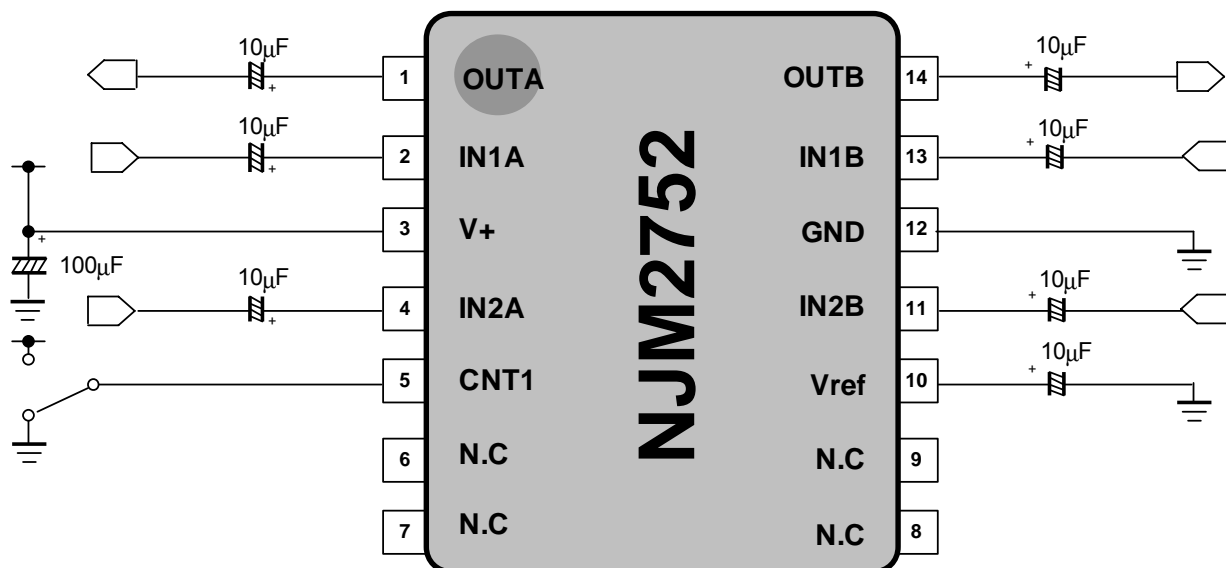 10µF
1
OUTA
OUTB
14
+
10µF
+
10µF
2
IN1A
IN1B
13
+
10µF
+
3
V+
GND
12
+
100µF
10µF
4
IN2A
IN2B
11
+
10µF
+
5
CNT1
Vref
10
+
10µF
6
N.C
N.C
9
7
N.C
N.C
8
NJM2752